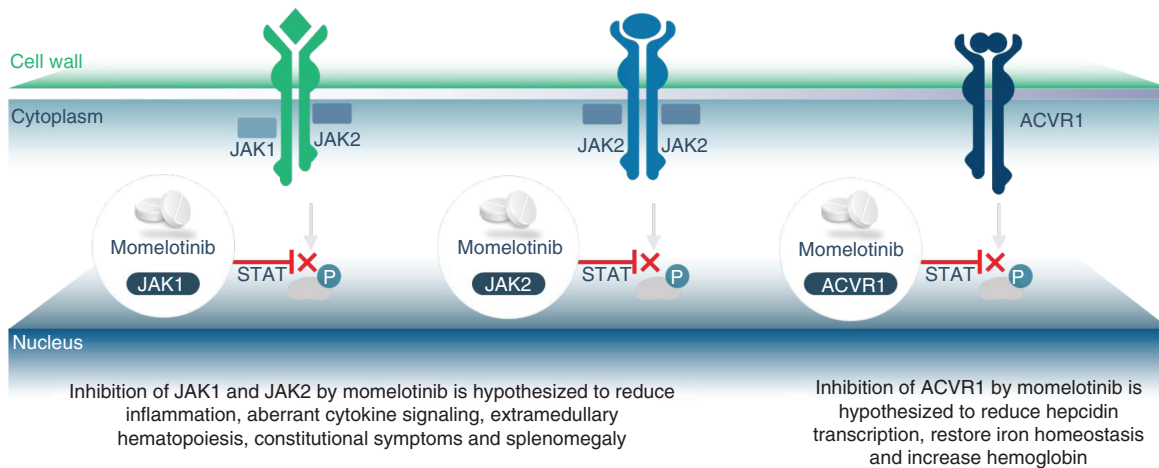 Cell wall
Cytoplasm
JAK1
JAK2
JAK2
JAK2
ACVR1
Momelotinib
JAK1
STAT
P
Momelotinib
JAK2
STAT
P
Momelotinib
ACVR1
STAT
P
Nucleus
Inhibition of JAK1 and JAK2 by momelotinib is hypothesized to reduce
inflammation, aberrant cytokine signaling, extramedullary
hematopoiesis, constitutional symptoms and splenomegaly
Inhibition of ACVR1 by momelotinib is
hypothesized to reduce hepcidin
transcription, restore iron homeostasis
and increase hemoglobin